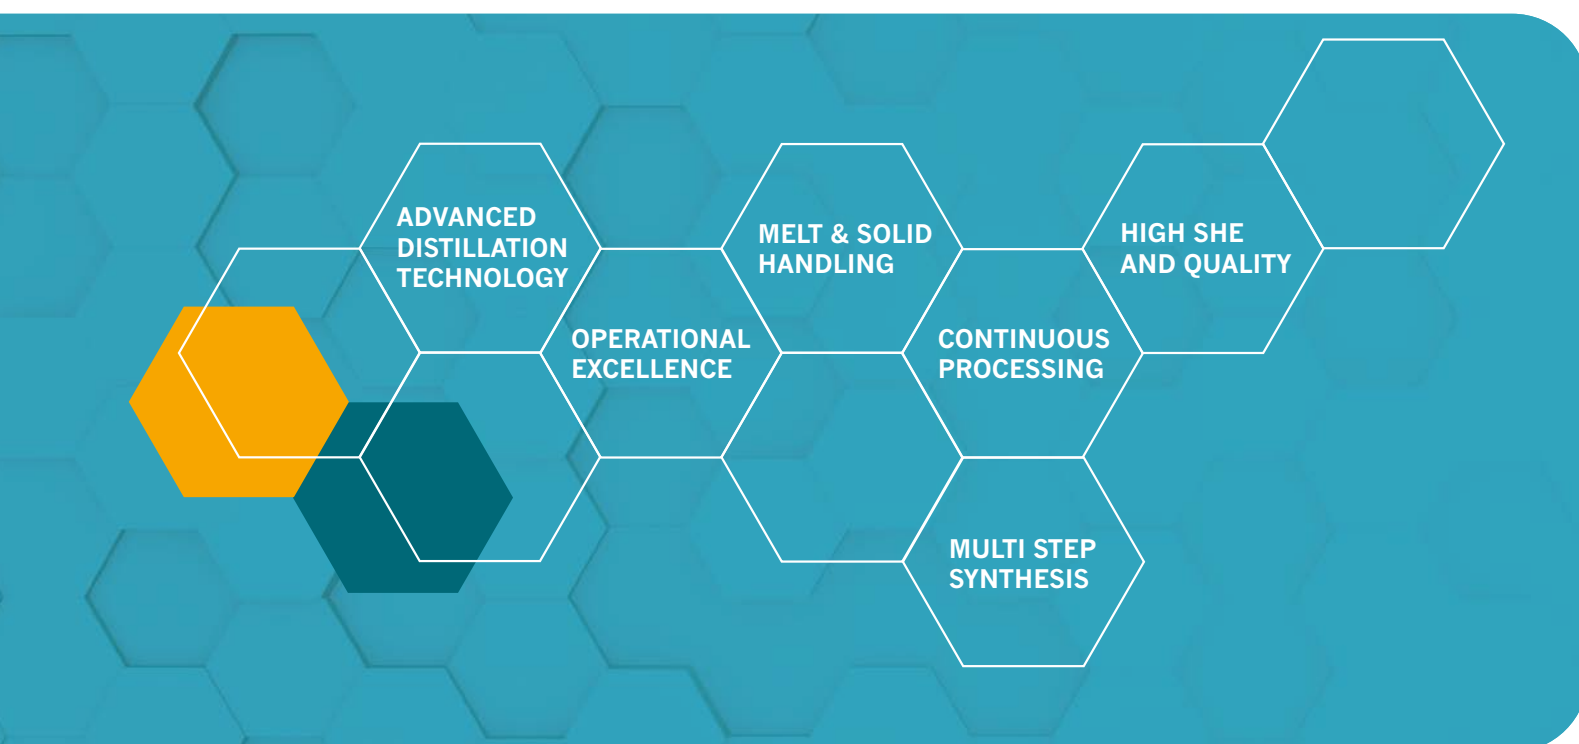 ADVANCED
DISTILLATION
TECHNOLOGY
OPERATIONAL
EXCELLENCE
MELT & SOLID
HANDLING
CONTINUOUS
PROCESSING
HIGH SHE
AND QUALITY
MULTI STEP
SYNTHESIS